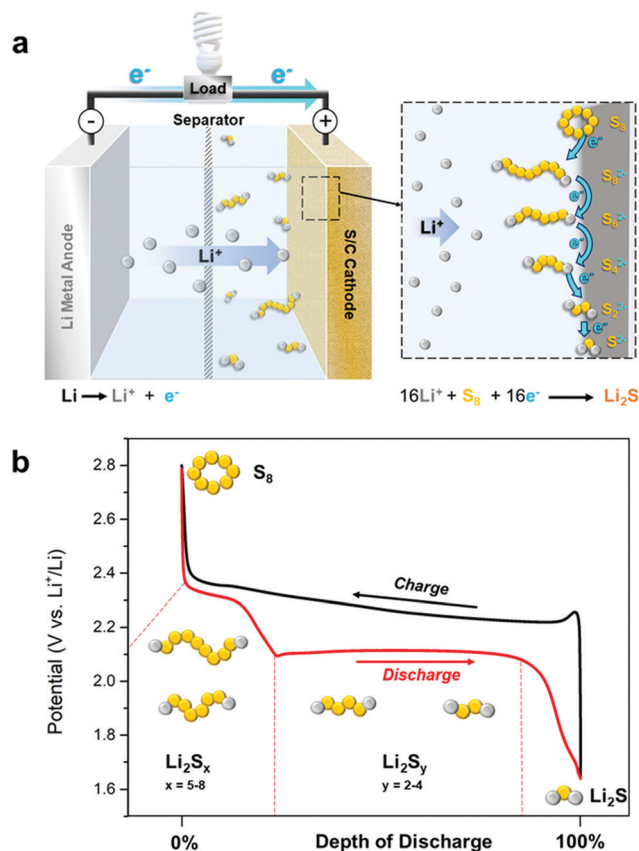 a
e⁻
Load
e⁻
-
Separator
+
Li Metal Anode
Li⁺
S/C Cathode
Li → Li⁺ + e⁻
S₈
e⁻
S₈²⁻
e⁻
S₆²⁻
Li⁺
e⁻
S₄²⁻
e⁻
S₂²⁻
e⁻
S²⁻
16Li⁺ + S₈ + 16e⁻ → Li₂S
b
Potential (V vs. Li⁺/Li)
2.8
2.6
2.4
2.2
2.0
1.8
1.6
S₈
Charge
Discharge
Li₂Sₓ
x = 5-8
Li₂Sᵧ
y = 2-4
Li₂S
0%
Depth of Discharge
100%